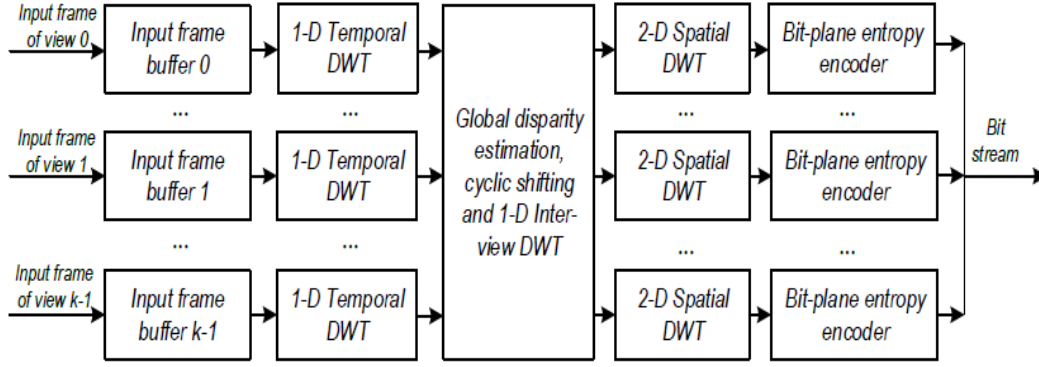 Input frame
of view 0
Input frame
buffer 0
1-D Temporal
DWT
2-D Spatial
DWT
Bit-plane entropy
encoder
...
...
...
...
Input frame
of view 1
Input frame
buffer 1
1-D Temporal
DWT
Global disparity
estimation,
cyclic shifting
and 1-D Inter-
view DWT
2-D Spatial
DWT
Bit-plane entropy
encoder
Bit
stream
...
...
...
...
Input frame
of view k-1
Input frame
buffer k-1
1-D Temporal
DWT
2-D Spatial
DWT
Bit-plane entropy
encoder